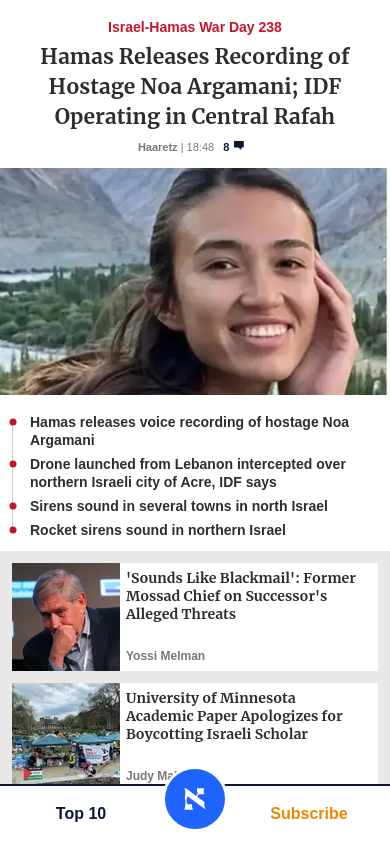 Israel-Hamas War Day 238
Hamas Releases Recording of
Hostage Noa Argamani; IDF
Operating in Central Rafah
Haaretz | 18:48 8
Hamas releases voice recording of hostage Noa
Argamani
Drone launched from Lebanon intercepted over
northern Israeli city of Acre, IDF says
Sirens sound in several towns in north Israel
Rocket sirens sound in northern Israel
'Sounds Like Blackmail': Former
Mossad Chief on Successor's
Alleged Threats
Yossi Melman
University of Minnesota
Academic Paper Apologizes for
Boycotting Israeli Scholar
Judy
Top 10
Subscribe